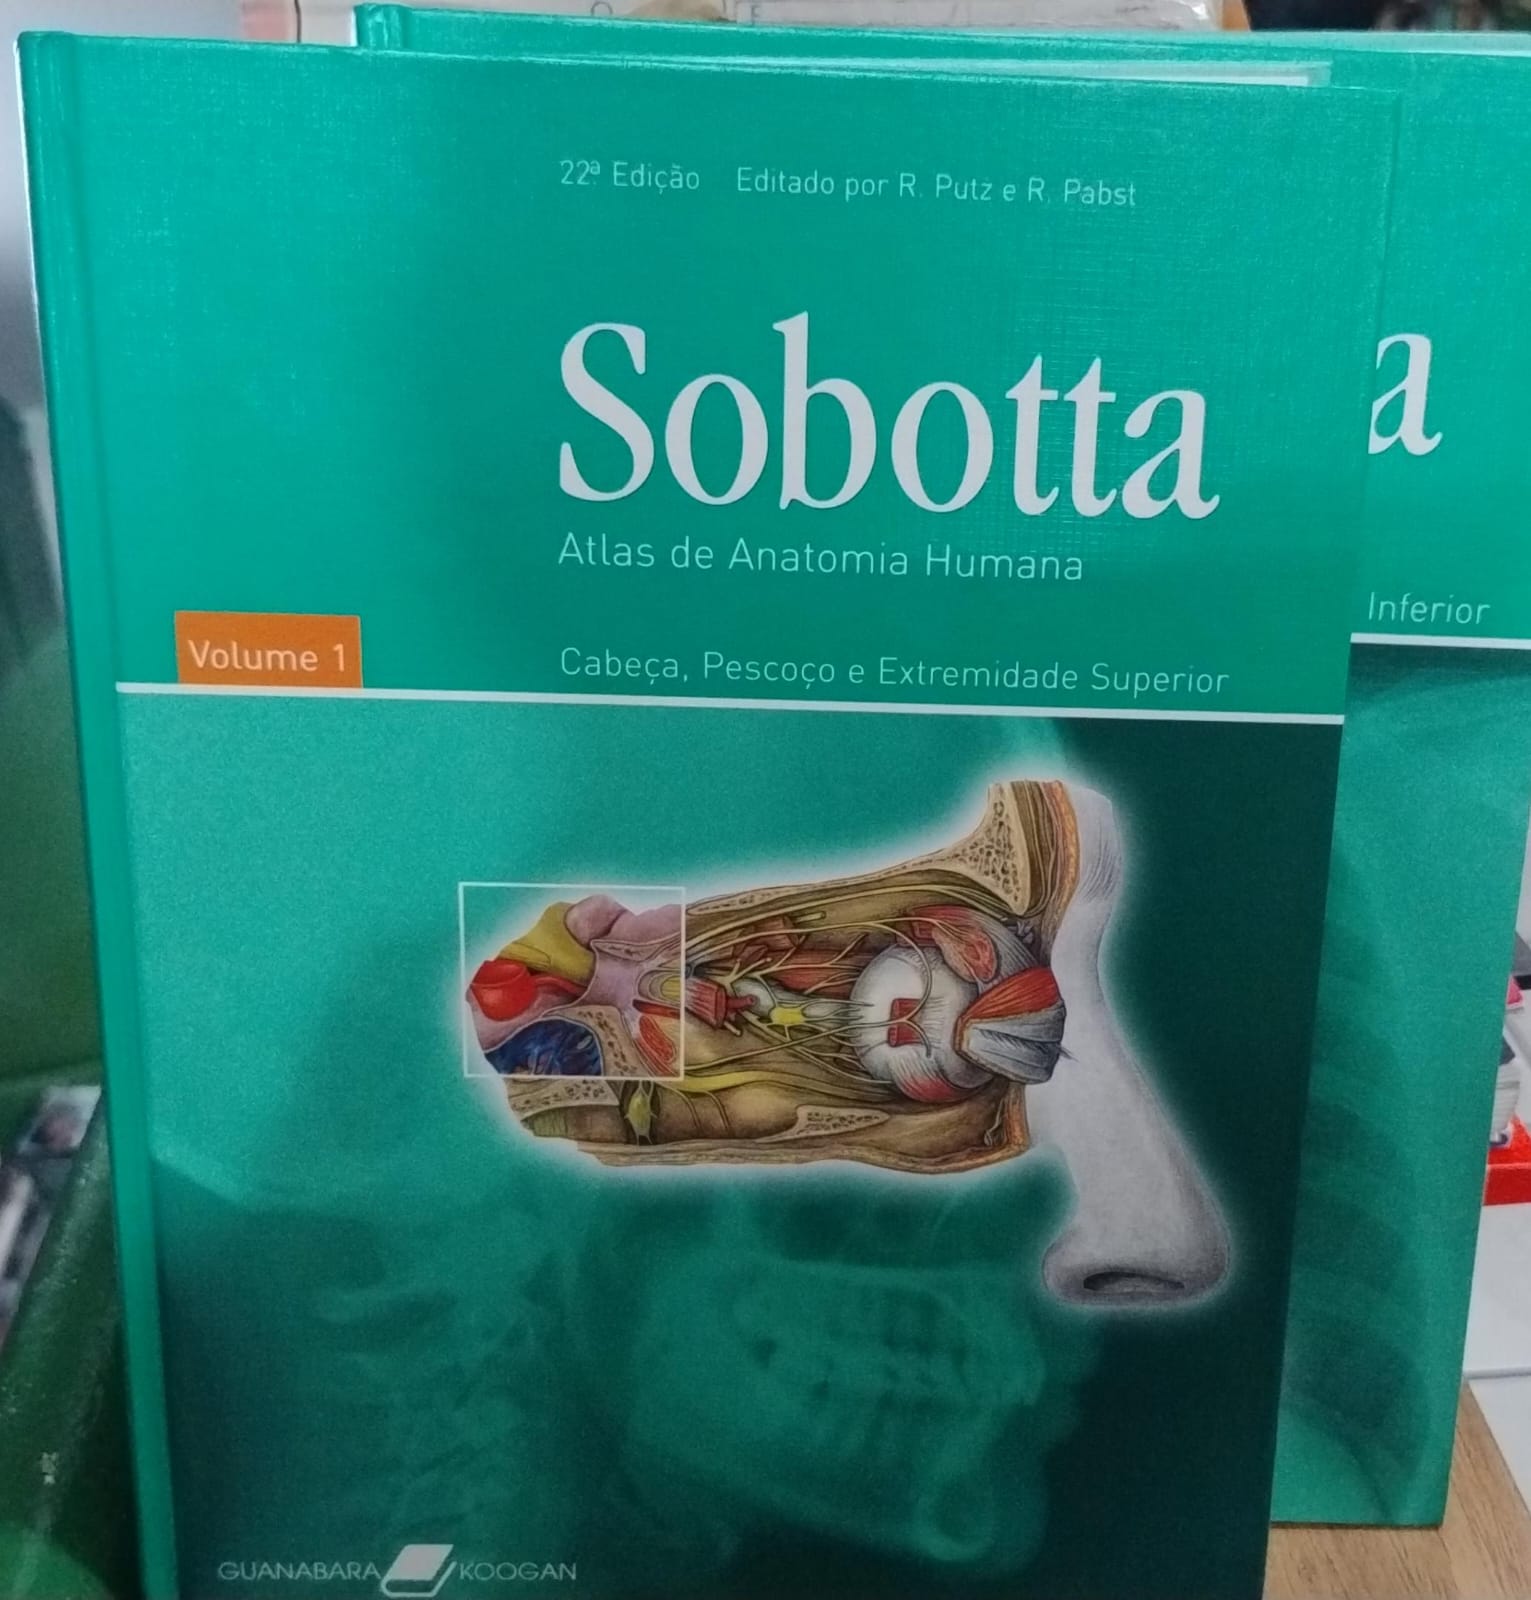 22ª Edição Editado por R. Putz e R. Pabst
Sobotta
Atlas de Anatomia Humana
Volume 1
Cabeça, Pescoço e Extremidade Superior
GUANABARA KOOGAN
a
Inferior